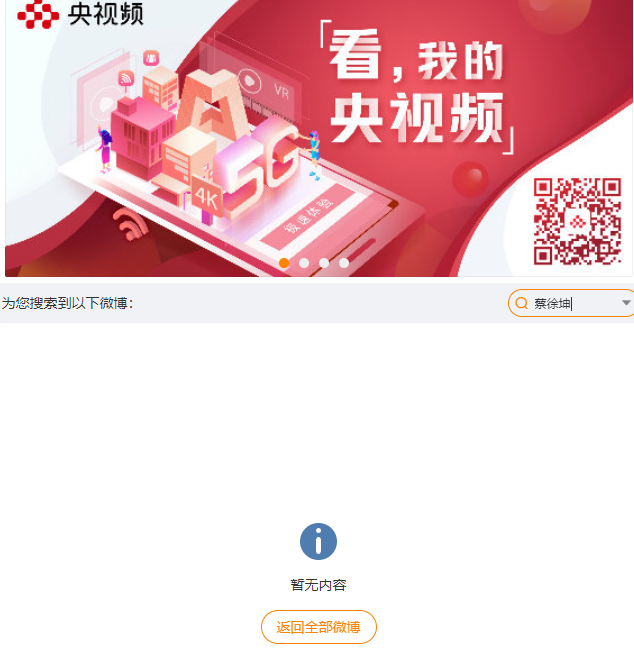 央视频
「看，我的
央视频」
VR
A
5G
4K
极速体验
为您搜索到以下微博：
蔡徐坤
暂无内容
返回全部微博